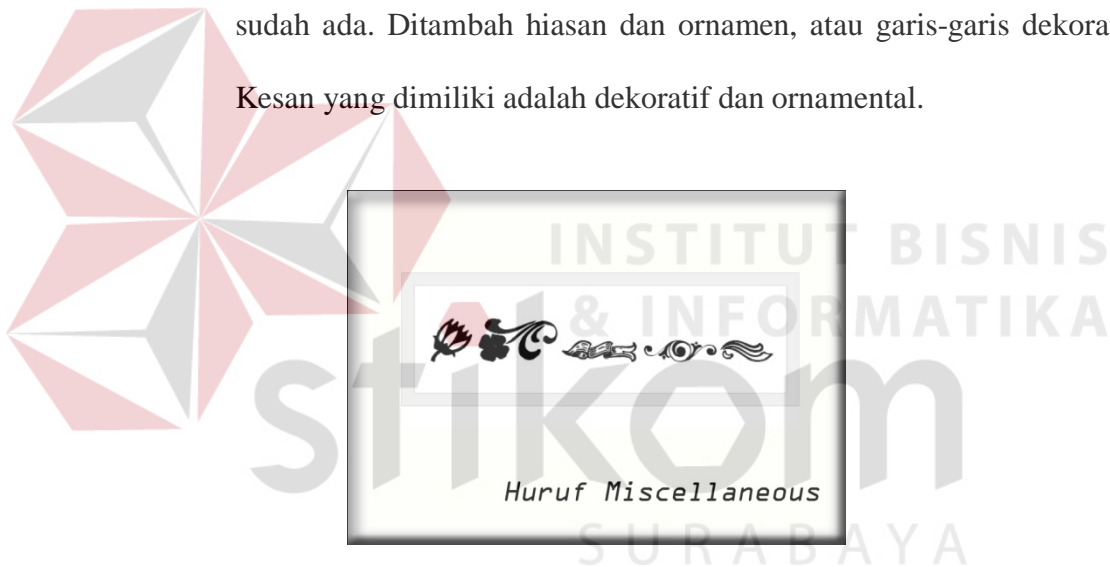 sudah ada. Ditambah hiasan dan ornamen, atau garis-garis dekora
Kesan yang dimiliki adalah dekoratif dan ornamental.
INSTITUT BISNIS
& INFORMATIKA
stikom
Huruf Miscellaneous
SURABAYA